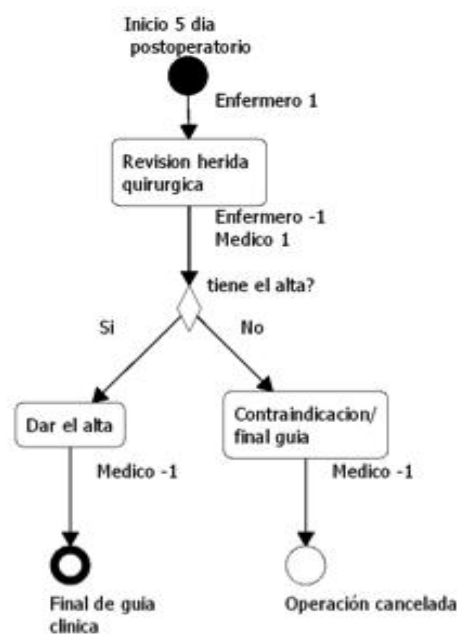 Inicio 5 dia
postoperatorio
Enfermero 1
Revision herida
quirurgica
Enfermero -1
Medico 1
tiene el alta?
Si
No
Dar el alta
Contraindicacion/
final guia
Medico -1
Medico -1
Final de guia
clinica
Operación cancelada